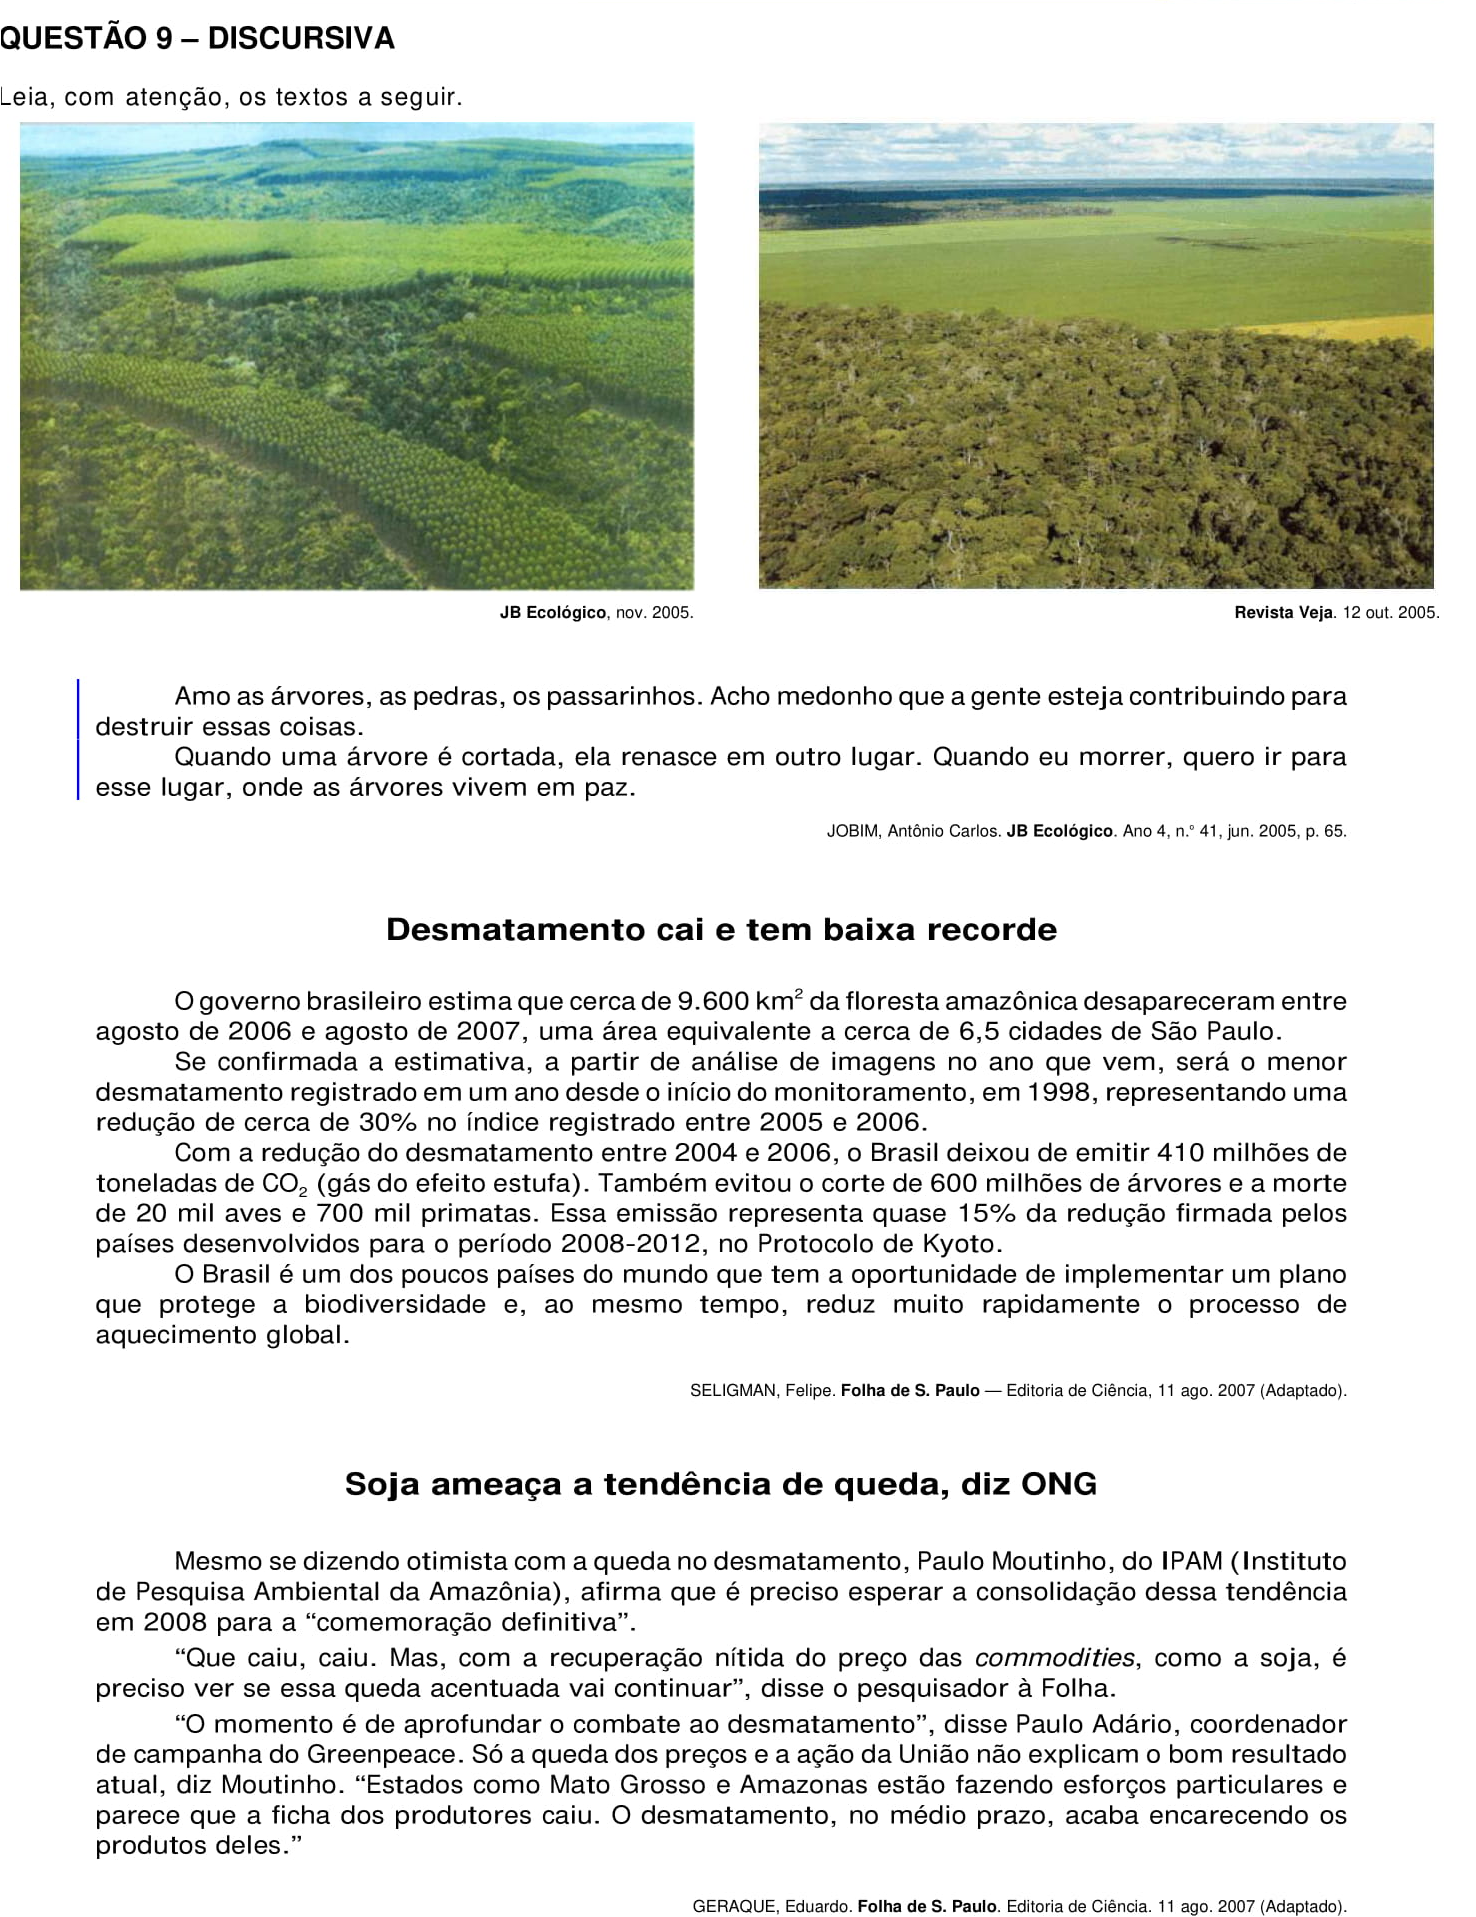 QUESTÃO 9 – DISCURSIVA
Leia, com atenção, os textos a seguir.
JB Ecológico, nov. 2005.
Revista Veja. 12 out. 2005.
Amo as árvores, as pedras, os passarinhos. Acho medonho que a gente esteja contribuindo para
destruir essas coisas.
Quando uma árvore é cortada, ela renasce em outro lugar. Quando eu morrer, quero ir para
esse lugar, onde as árvores vivem em paz.
JOBIM, Antônio Carlos. JB Ecológico. Ano 4, n.° 41, jun. 2005, p. 65.
Desmatamento cai e tem baixa recorde
O governo brasileiro estima que cerca de 9.600 km² da floresta amazônica desapareceram entre
agosto de 2006 e agosto de 2007, uma área equivalente a cerca de 6,5 cidades de São Paulo.
Se confirmada a estimativa, a partir de análise de imagens no ano que vem, será o menor
desmatamento registrado em um ano desde o início do monitoramento, em 1998, representando uma
redução de cerca de 30% no índice registrado entre 2005 e 2006.
Com a redução do desmatamento entre 2004 e 2006, o Brasil deixou de emitir 410 milhões de
toneladas de CO₂ (gás do efeito estufa). Também evitou o corte de 600 milhões de árvores e a morte
de 20 mil aves e 700 mil primatas. Essa emissão representa quase 15% da redução firmada pelos
países desenvolvidos para o período 2008-2012, no Protocolo de Kyoto.
O Brasil é um dos poucos países do mundo que tem a oportunidade de implementar um plano
que protege a biodiversidade e, ao mesmo tempo, reduz muito rapidamente o processo de
aquecimento global.
SELIGMAN, Felipe. Folha de S. Paulo — Editoria de Ciência, 11 ago. 2007 (Adaptado).
Soja ameaça a tendência de queda, diz ONG
Mesmo se dizendo otimista com a queda no desmatamento, Paulo Moutinho, do IPAM (Instituto
de Pesquisa Ambiental da Amazônia), afirma que é preciso esperar a consolidação dessa tendência
em 2008 para a “comemoração definitiva”.
“Que caiu, caiu. Mas, com a recuperação nítida do preço das commodities, como a soja, é
preciso ver se essa queda acentuada vai continuar”, disse o pesquisador à Folha.
“O momento é de aprofundar o combate ao desmatamento”, disse Paulo Adário, coordenador
de campanha do Greenpeace. Só a queda dos preços e a ação da União não explicam o bom resultado
atual, diz Moutinho. “Estados como Mato Grosso e Amazonas estão fazendo esforços particulares e
parece que a ficha dos produtores caiu. O desmatamento, no médio prazo, acaba encarecendo os
produtos deles.”
GERAQUE, Eduardo. Folha de S. Paulo. Editoria de Ciência. 11 ago. 2007 (Adaptado).